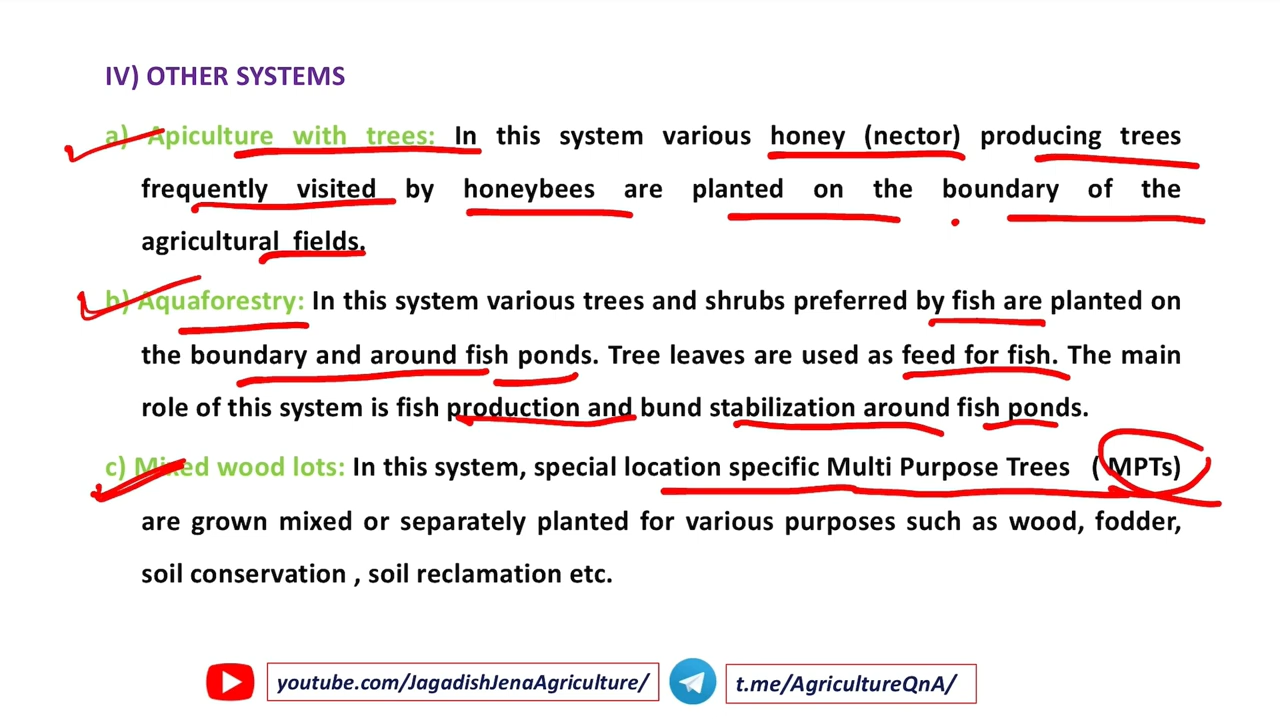 IV) OTHER SYSTEMS
a) Apiculture with trees: In this system various honey (nector) producing trees
frequently visited by honeybees are planted on the boundary of the
agricultural fields.
b) Aquaforestry: In this system various trees and shrubs preferred by fish are planted on
the boundary and around fish ponds. Tree leaves are used as feed for fish. The main
role of this system is fish production and bund stabilization around fish ponds.
c) Mixed wood lots: In this system, special location specific Multi Purpose Trees ( MPTs)
are grown mixed or separately planted for various purposes such as wood, fodder,
soil conservation , soil reclamation etc.
youtube.com/JagadishJenaAgriculture/
t.me/AgricultureQnA/